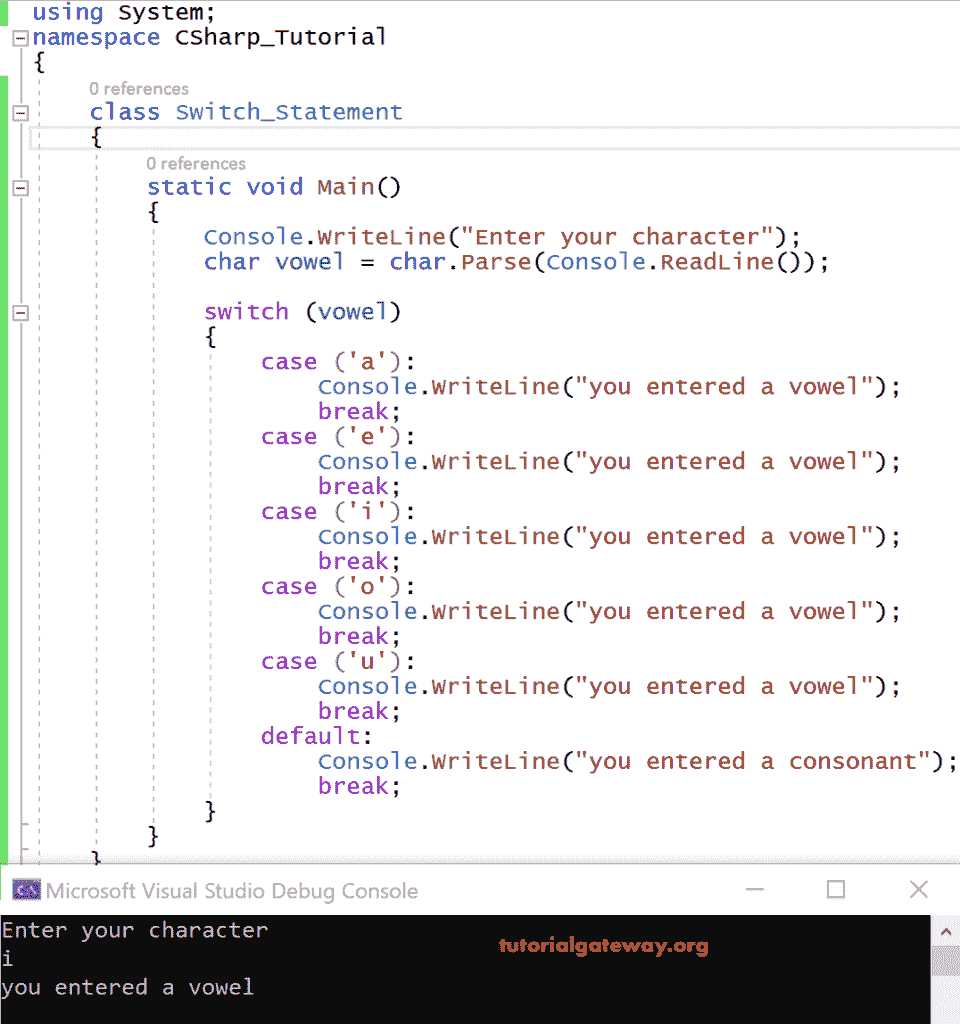 using System;
namespace CSharp_Tutorial
{
0 references
class Switch_Statement
{
0 references
static void Main()
{
Console.WriteLine("Enter your character");
char vowel = char.Parse(Console.ReadLine());
switch (vowel)
{
case ('a'):
Console.WriteLine("you entered a vowel");
break;
case ('e'):
Console.WriteLine("you entered a vowel");
break;
case ('i'):
Console.WriteLine("you entered a vowel");
break;
case ('o'):
Console.WriteLine("you entered a vowel");
break;
case ('u'):
Console.WriteLine("you entered a vowel");
break;
default:
Console.WriteLine("you entered a consonant");
break;
}
}
}
Microsoft Visual Studio Debug Console
Enter your character
tutorialgateway.org
i
you entered a vowel